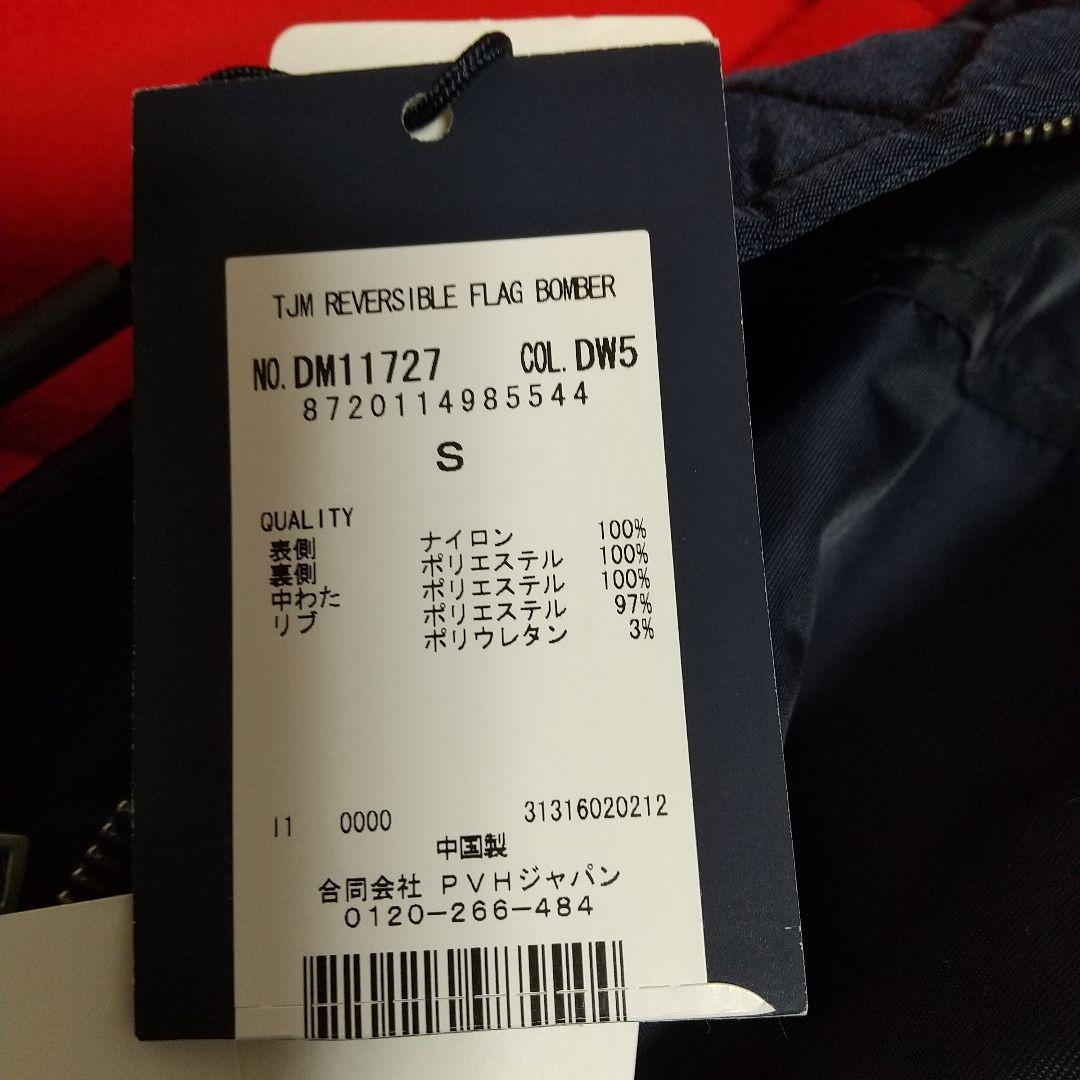 TJM REVERSIBLE FLAG BOMBER
NO. DM11727 COL. DW5
8720114985544
S
QUALITY
表側 ナイロン 100%
裏側 ポリエステル 100%
中わた ポリエステル 100%
リブ ポリエステル 97%
ポリウレタン 3%
I1 0000 31316020212
中国製
合同会社 PVHジャパン
0120-266-484